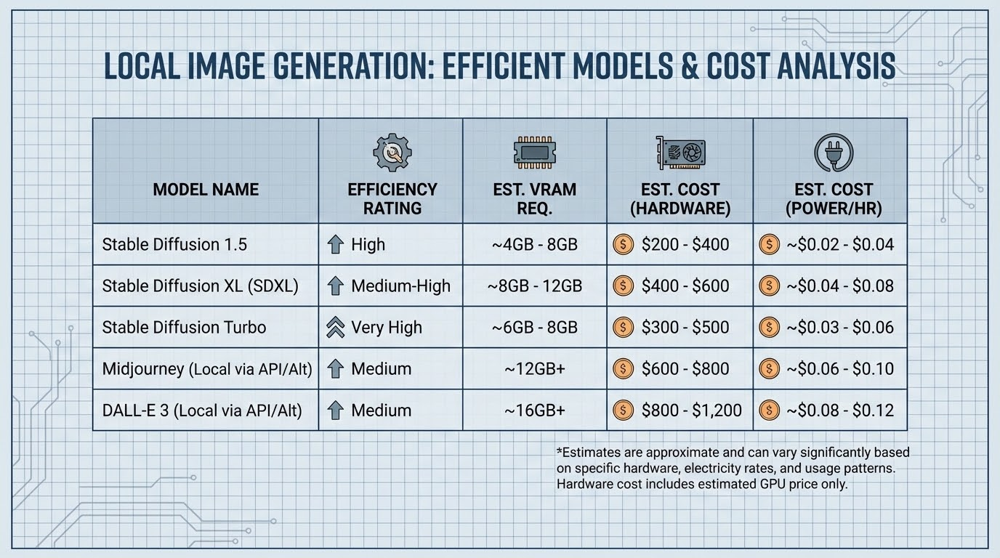 LOCAL IMAGE GENERATION: EFFICIENT MODELS & COST ANALYSIS
MODEL NAME
EFFICIENCY
RATING
EST. VRAM
REQ.
EST. COST
(HARDWARE)
EST. COST
(POWER/HR)
Stable Diffusion 1.5 High ~4GB - 8GB $ $200 - $400 $ ~$0.02 - $0.04
Stable Diffusion XL (SDXL) Medium-High ~8GB - 12GB $ $400 - $600 $ ~$0.04 - $0.08
Stable Diffusion Turbo Very High ~6GB - 8GB $ $300 - $500 $ ~$0.03 - $0.06
Midjourney (Local via API/Alt) Medium ~12GB+ $ $600 - $800 $ ~$0.06 - $0.10
DALL-E 3 (Local via API/Alt) Medium ~16GB+ $ $800 - $1,200 $ ~$0.08 - $0.12
*Estimates are approximate and can vary significantly based
on specific hardware, electricity rates, and usage patterns.
Hardware cost includes estimated GPU price only.